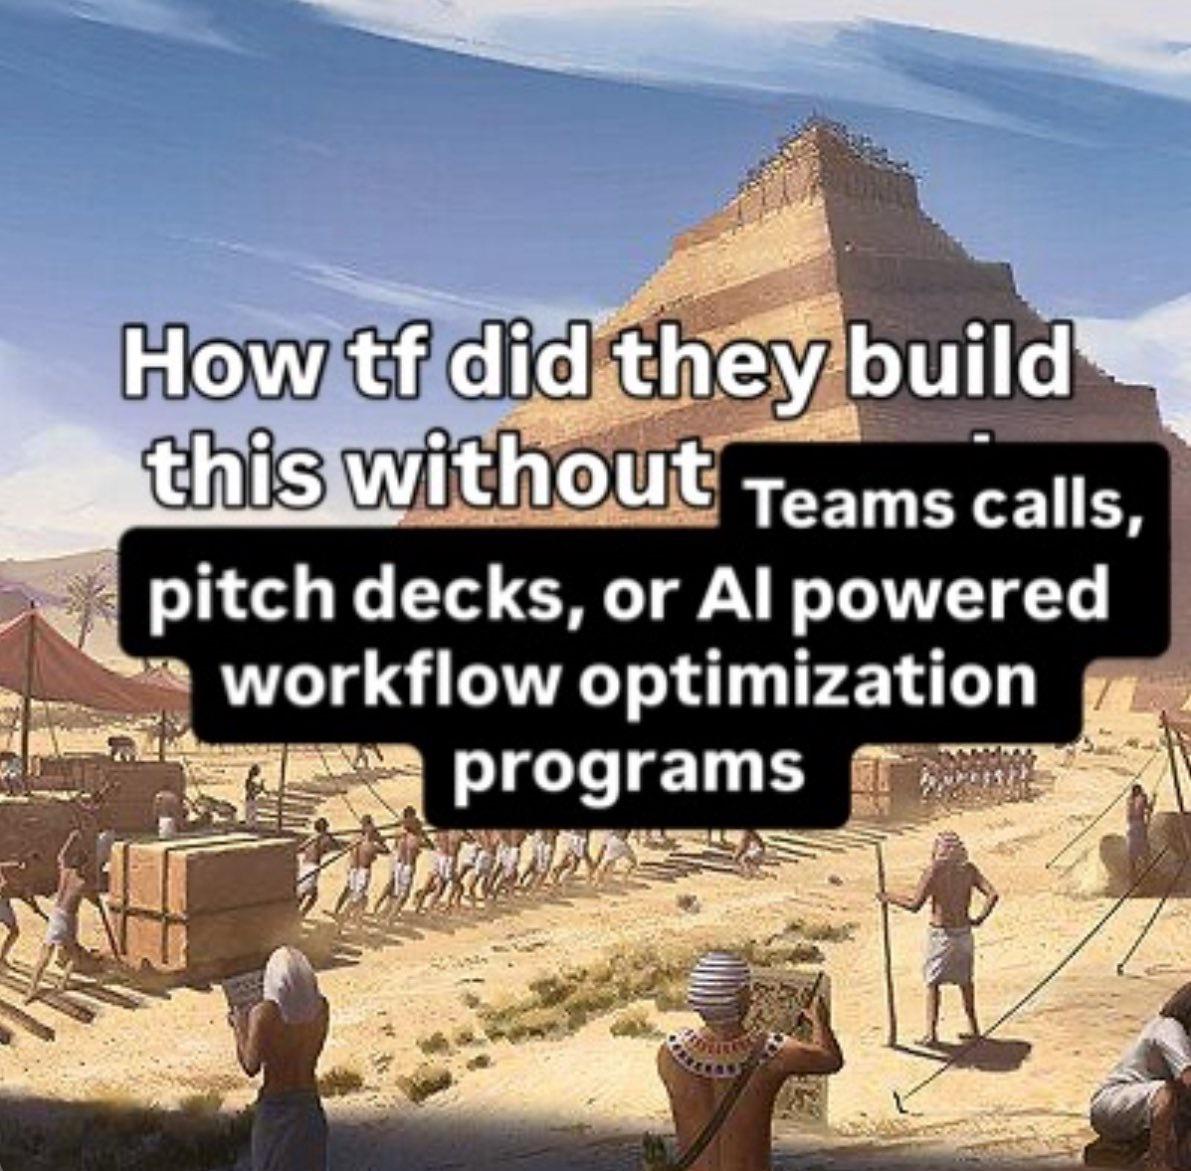 How tf did they build
this without Teams calls,
pitch decks, or AI powered
workflow optimization
programs